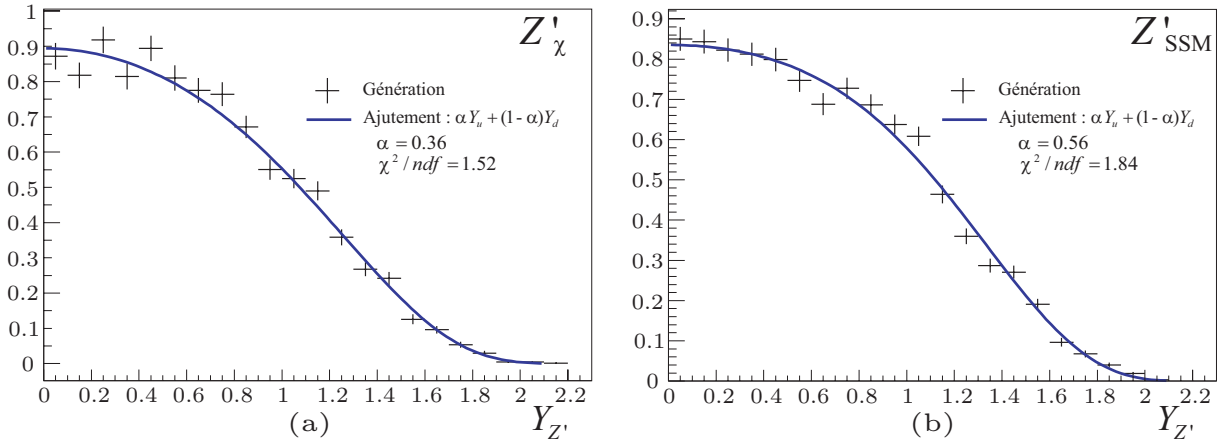 1
0.9
0.8
0.7
0.6
0.5
0.4
0.3
0.2
0.1
0
Z'χ
Génération
Ajutement : αYu + (1 - α)Yd
α = 0.36
χ²/ndf = 1.52
0 0.2 0.4 0.6 0.8 1 1.2 1.4 1.6 1.8 2 2.2
(a)
YZ'
0.9
0.8
0.7
0.6
0.5
0.4
0.3
0.2
0.1
0
Z'SSM
Génération
Ajutement : αYu + (1 - α)Yd
α = 0.56
χ²/ndf = 1.84
0 0.2 0.4 0.6 0.8 1 1.2 1.4 1.6 1.8 2 2.2
(b)
YZ'